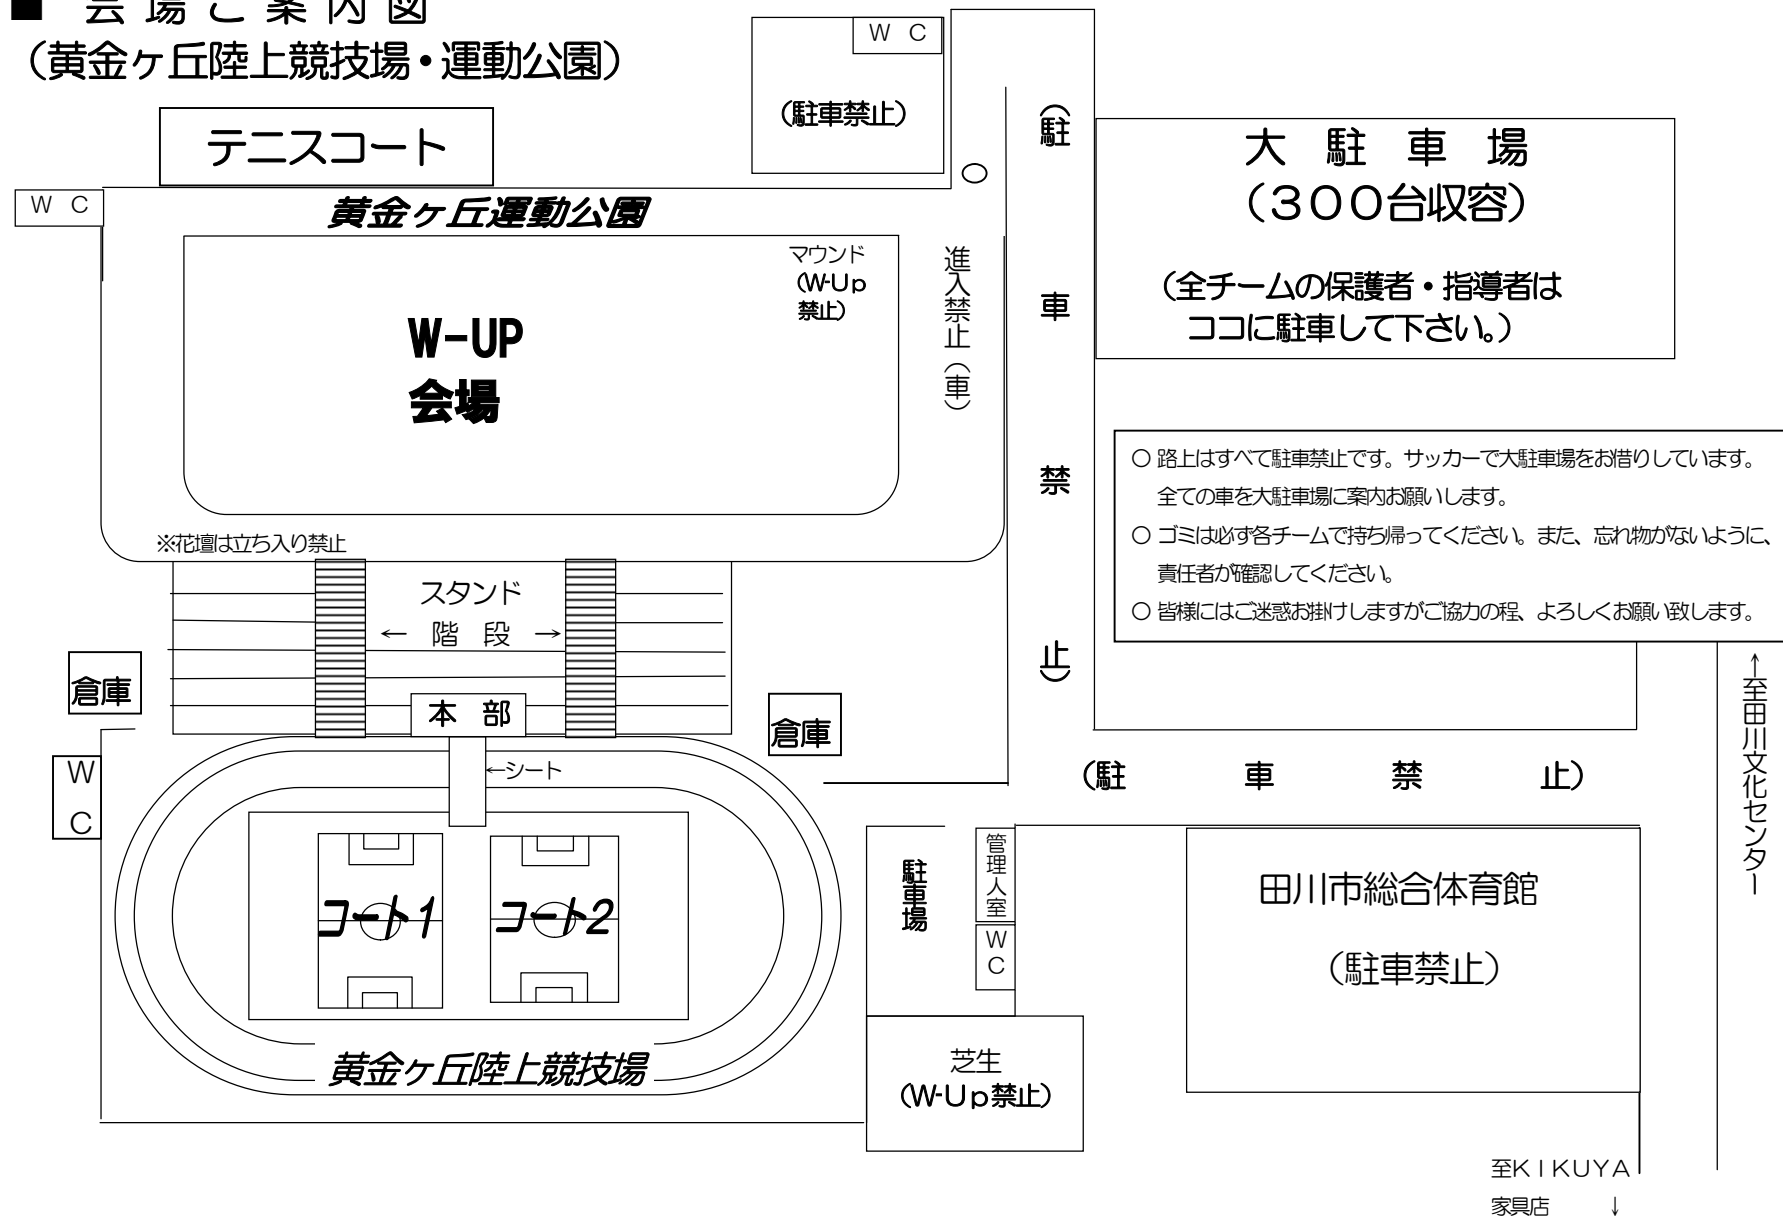 ■ 会場ご案内図
（黄金ヶ丘陸上競技場・運動公園）
ＷＣ
（駐車禁止）
テニスコート
ＷＣ
黄金ヶ丘運動公園
マウンド
（W-Up
禁止）
W-UP
会場
進入禁止（車）
（駐車禁止）
大駐車場
（３００台収容）
（全チームの保護者・指導者は
ココに駐車して下さい。）
○ 路上はすべて駐車禁止です。サッカーで大駐車場をお借りしています。
全ての車を大駐車場に案内お願いします。
○ ゴミは必ず各チームで持ち帰ってください。また、忘れ物がないように、
責任者が確認してください。
○ 皆様にはご迷惑お掛けしますがご協力の程、よろしくお願い致します。
※花壇は立ち入り禁止
スタンド
← 階段 →
倉庫
本部
倉庫
←シート
ＷＣ
（駐車禁止）
←至田川文化センター
コート1
コート2
黄金ヶ丘陸上競技場
駐車場
管理人室
ＷＣ
田川市総合体育館
（駐車禁止）
芝生
（W-Up禁止）
至ＫＩＫＵＹＡ
家具店 ↓